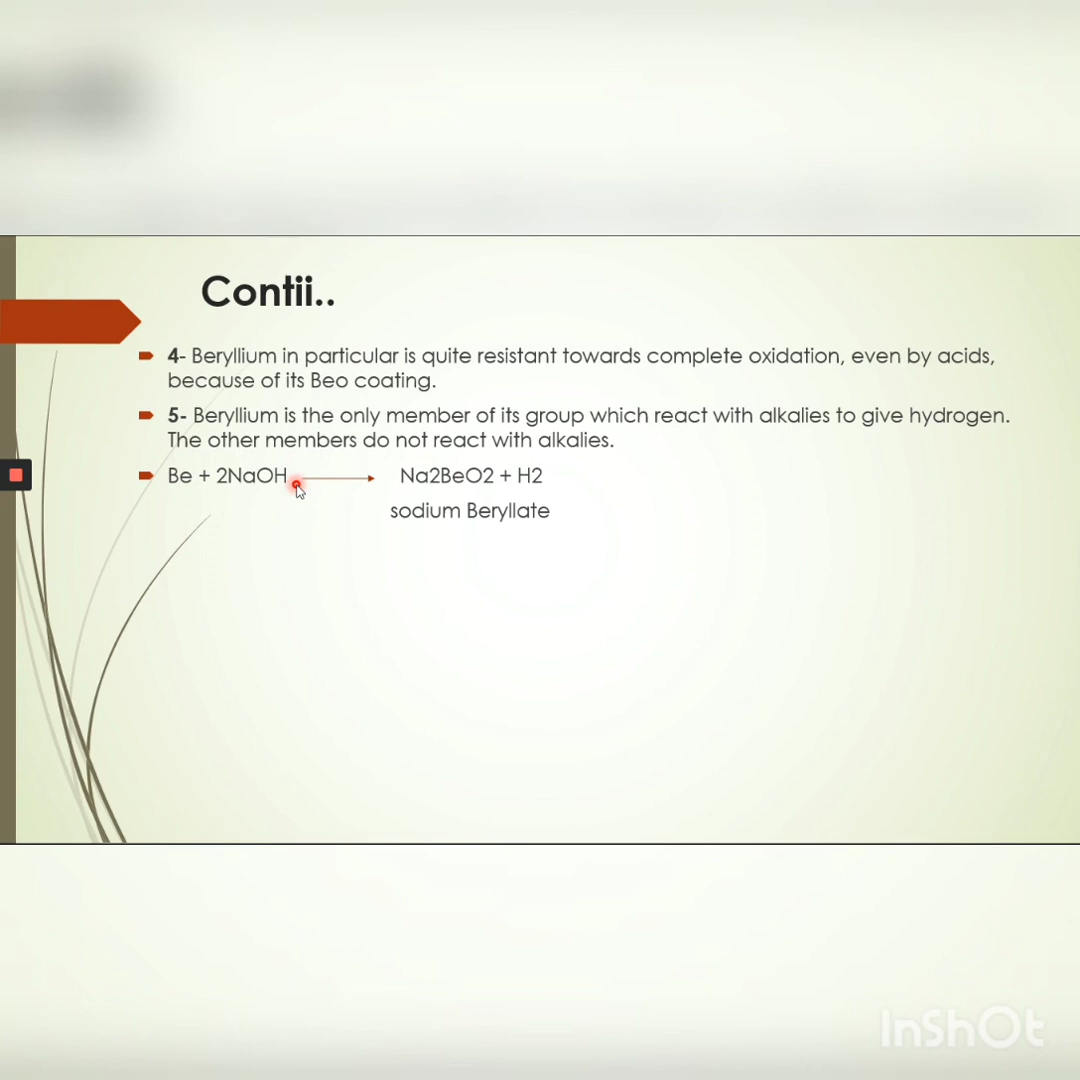 Contii..
4- Beryllium in particular is quite resistant towards complete oxidation, even by acids,
because of its Beo coating.
5- Beryllium is the only member of its group which react with alkalies to give hydrogen.
The other members do not react with alkalies.
Be + 2NaOH Na2BeO2 + H2
sodium Beryllate
InShOt